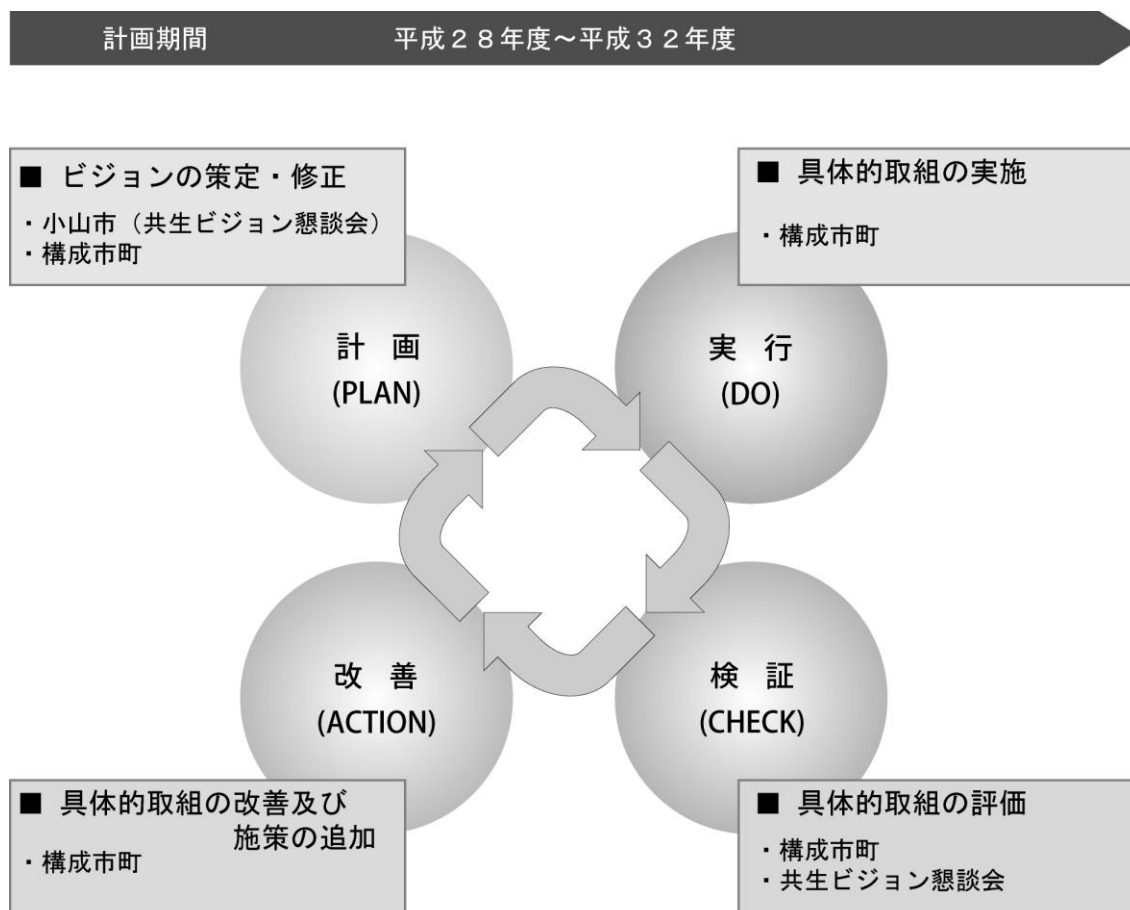 計画期間 平成２８年度～平成３２年度
■ ビジョンの策定・修正
・小山市（共生ビジョン懇談会）
・構成市町
■ 具体的取組の実施
・構成市町
計 画
(PLAN)
実 行
(DO)
改 善
(ACTION)
検 証
(CHECK)
■ 具体的取組の改善及び
施策の追加
・構成市町
■ 具体的取組の評価
・構成市町
・共生ビジョン懇談会